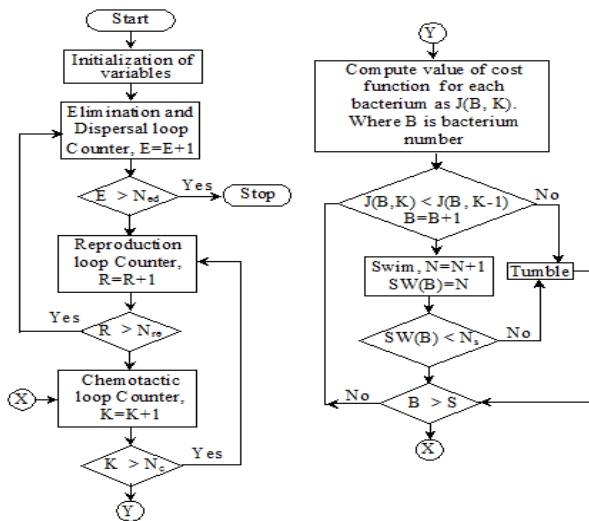 Start
Initialization of
variables
Elimination and
Dispersal loop
Counter, E=E+1
E > Ned
Yes
Stop
Reproduction
loop Counter,
R=R+1
Yes
R > Nre
X
Chemotactic
loop Counter,
K=K+1
Yes
K > Nc
Y
Y
Compute value of cost
function for each
bacterium as J(B, K).
Where B is bacterium
number
J(B,K) < J(B, K-1)
B=B+1
No
Swim, N=N+1
SW(B)=N
Tumble
SW(B) < Ns
No
No
B > S
X